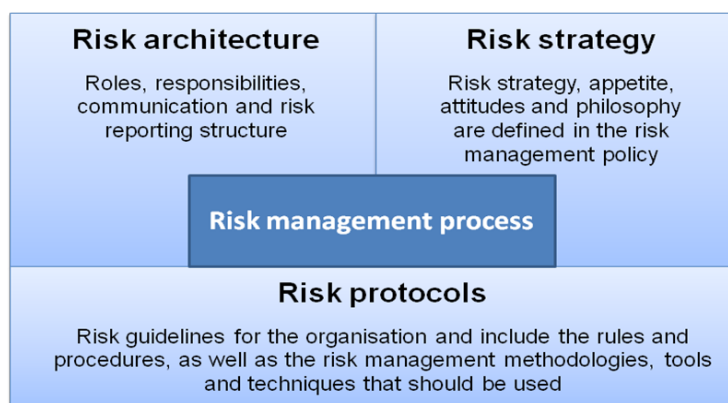 Risk architecture
Roles, responsibilities,
communication and risk
reporting structure
Risk strategy
Risk strategy, appetite,
attitudes and philosophy
are defined in the risk
management policy
Risk management process
Risk protocols
Risk guidelines for the organisation and include the rules and
procedures, as well as the risk management methodologies, tools
and techniques that should be used